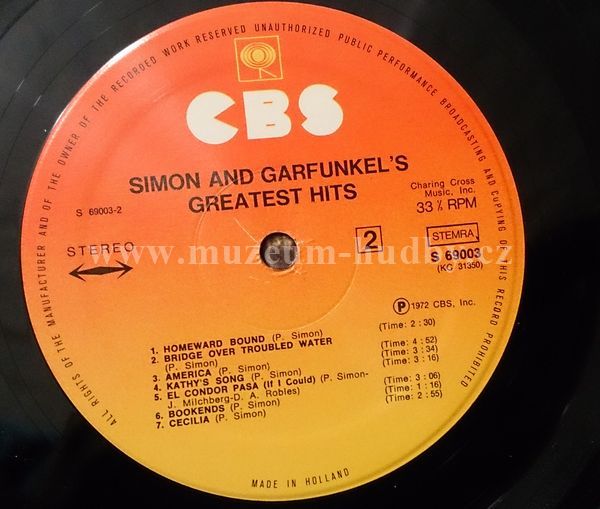 ALL RIGHTS OF THE MANUFACTURER AND OF THE OWNER OF THE RECORDED WORK RESERVED UNAUTHORIZED PUBLIC PERFORMANCE BROADCASTING AND COPYING OF THIS RECORD PROHIBITED
CBS
SIMON AND GARFUNKEL'S
GREATEST HITS
S 69003-2
Charing Cross
Music, Inc.
33⅓ RPM
STEREO
2
STEMRA
S 69003
(KC 31350)
www.muzeum-hudby.cz
Ⓟ 1972 CBS, Inc.
1. HOMEWARD BOUND (P. Simon) (Time: 2:30)
2. BRIDGE OVER TROUBLED WATER
(P. Simon) (Time: 4:52)
3. AMERICA (P. Simon) (Time: 3:34)
4. KATHY'S SONG (P. Simon) (Time: 3:16)
5. EL CONDOR PASA (If I Could) (P. Simon-
J. Milchberg-D. A. Robles) (Time: 3:06)
6. BOOKENDS (P. Simon) (Time: 1:16)
7. CECILIA (P. Simon) (Time: 2:55)
MADE IN HOLLAND